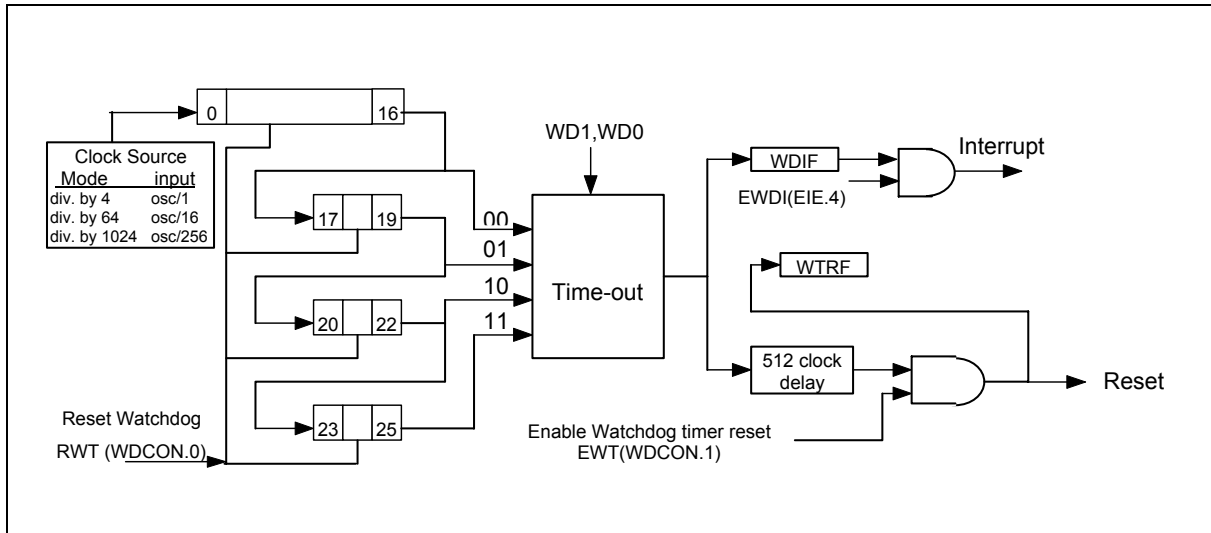 0 16
Clock Source
Mode input
div. by 4 osc/1
div. by 64 osc/16
div. by 1024 osc/256
17 19
20 22
23 25
Reset Watchdog
RWT (WDCON.0)
WD1,WD0
00
01
10
11
Time-out
WDIF
EWDI(EIE.4)
Interrupt
WTRF
512 clock
delay
Reset
Enable Watchdog timer reset
EWT(WDCON.1)